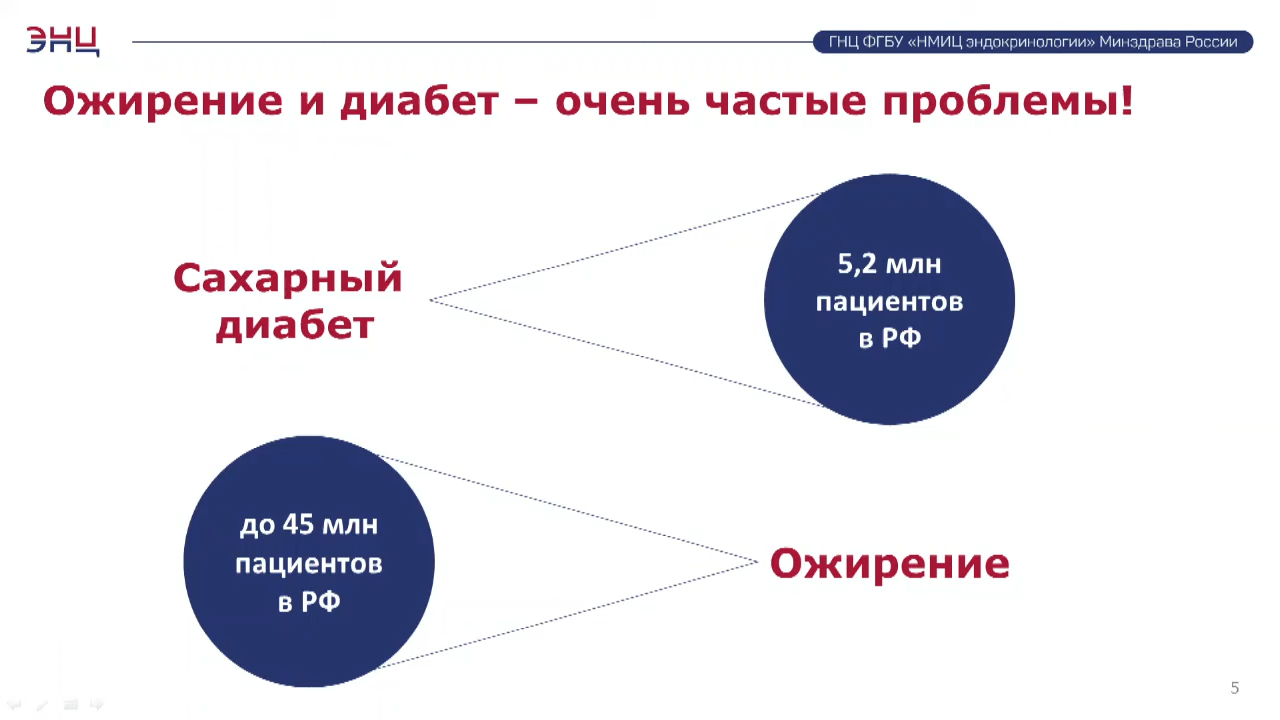 ЭНЦ
ГНЦ ФГБУ «НМИЦ эндокринологии» Минздрава России
Ожирение и диабет – очень частые проблемы!
Сахарный
диабет
5,2 млн
пациентов
в РФ
до 45 млн
пациентов
в РФ
Ожирение
5